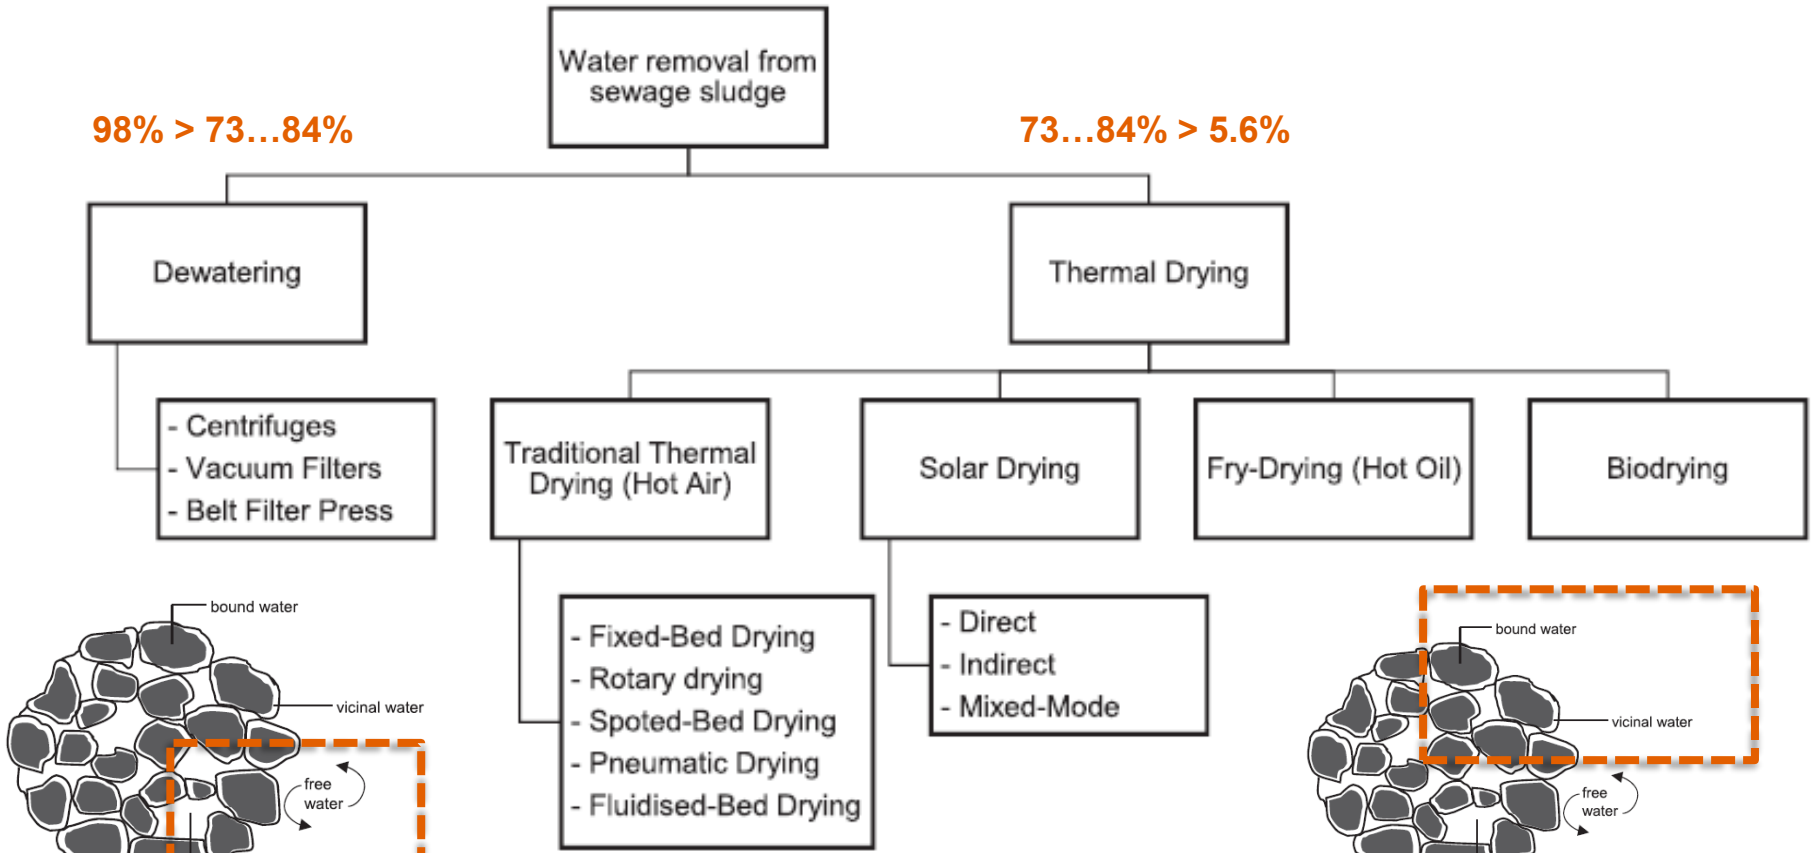 Water removal from
sewage sludge
98% > 73...84%
73...84% > 5.6%
Dewatering
Thermal Drying
- Centrifuges
- Vacuum Filters
- Belt Filter Press
Traditional Thermal
Drying (Hot Air)
Solar Drying
Fry-Drying (Hot Oil)
Biodrying
- Fixed-Bed Drying
- Rotary drying
- Spoted-Bed Drying
- Pneumatic Drying
- Fluidised-Bed Drying
- Direct
- Indirect
- Mixed-Mode
bound water
vicinal water
free
water
bound water
vicinal water
free
water